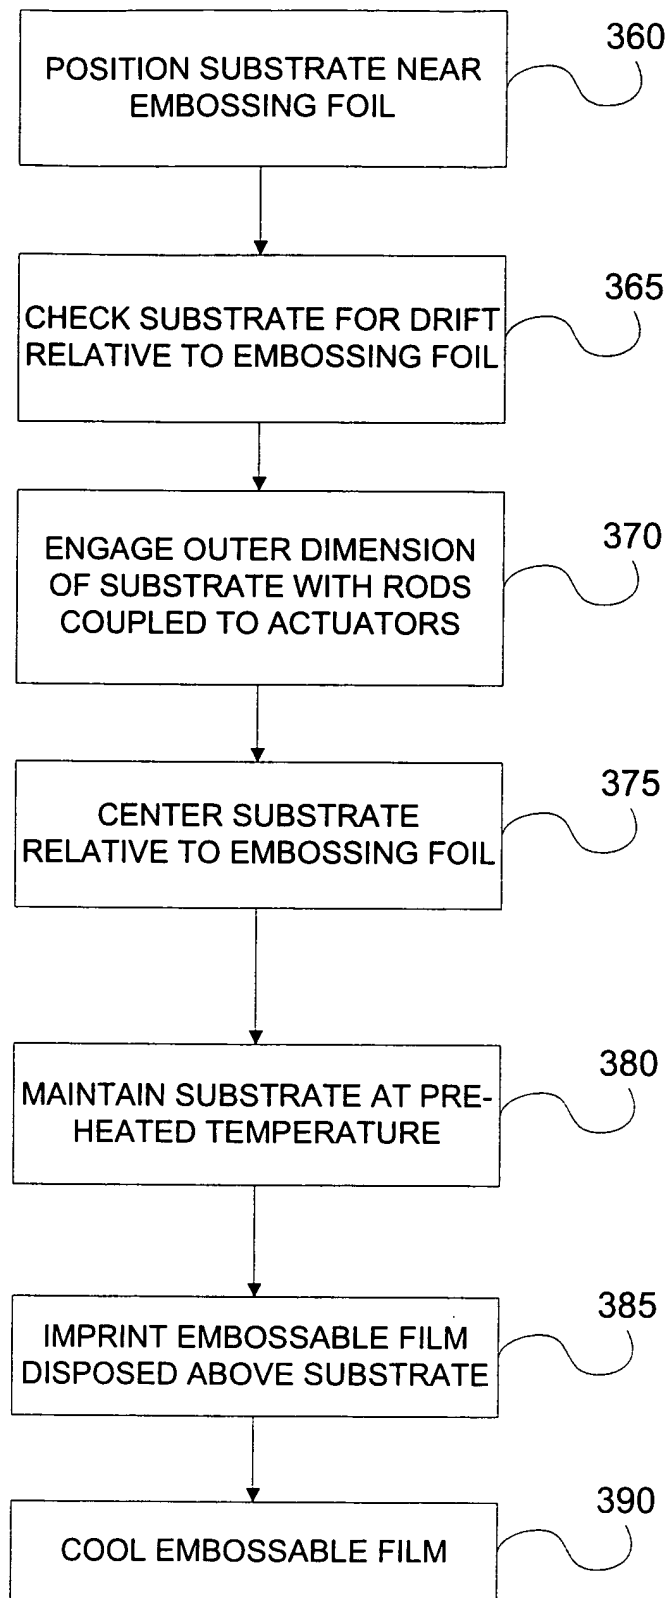 360
POSITION SUBSTRATE NEAR
EMBOSSING FOIL
365
CHECK SUBSTRATE FOR DRIFT
RELATIVE TO EMBOSSING FOIL
370
ENGAGE OUTER DIMENSION
OF SUBSTRATE WITH RODS
COUPLED TO ACTUATORS
375
CENTER SUBSTRATE
RELATIVE TO EMBOSSING FOIL
380
MAINTAIN SUBSTRATE AT PRE-
HEATED TEMPERATURE
385
IMPRINT EMBOSSABLE FILM
DISPOSED ABOVE SUBSTRATE
390
COOL EMBOSSABLE FILM